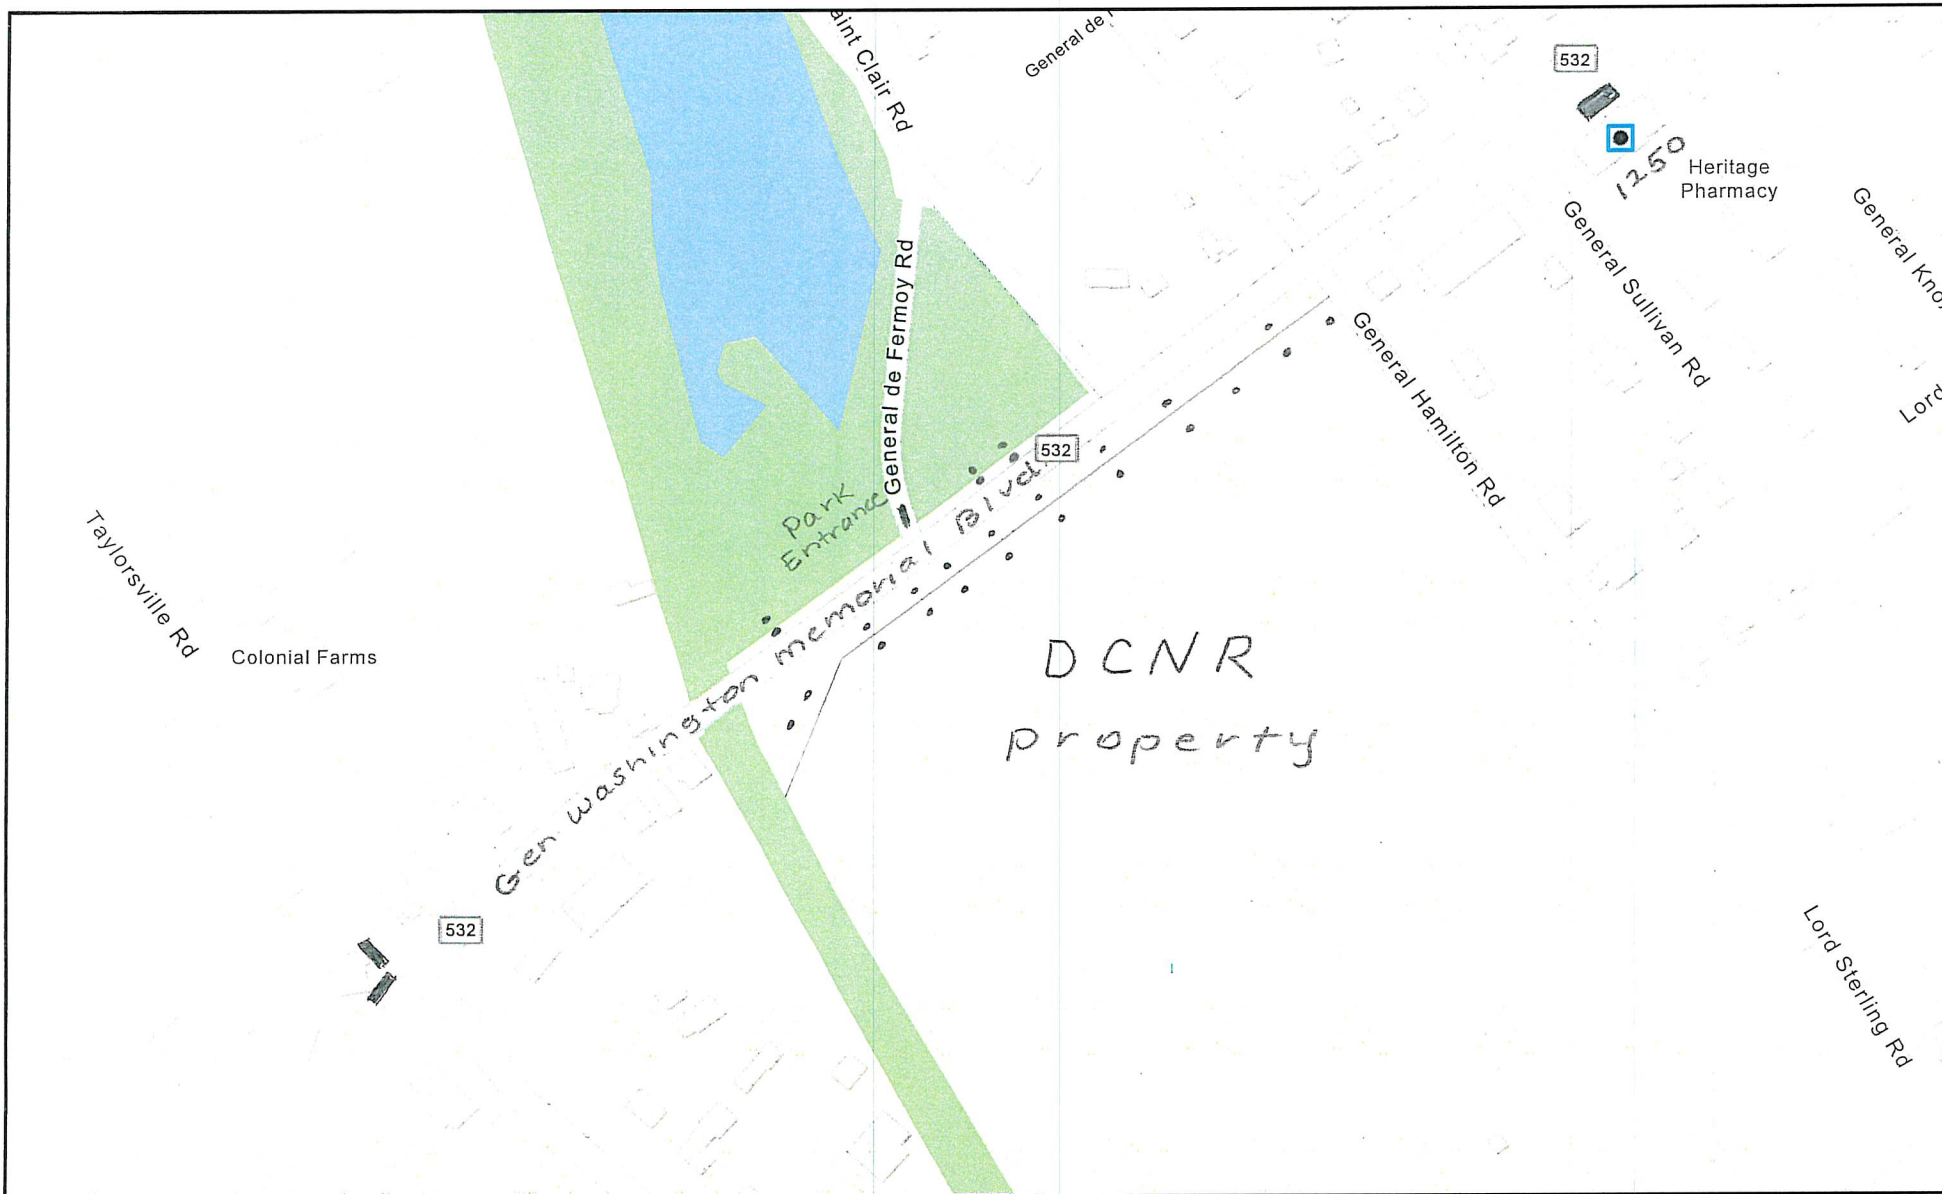 aint Clair Rd
General de
532
1250
Heritage
Pharmacy
General Sullivan Rd
General Kno
General de Fermoy Rd
General Hamilton Rd
Lord
532
Park
Entrance
Gen Washington memorial Blvd.
Taylorsville Rd
Colonial Farms
DCNR
property
532
Lord Sterling Rd